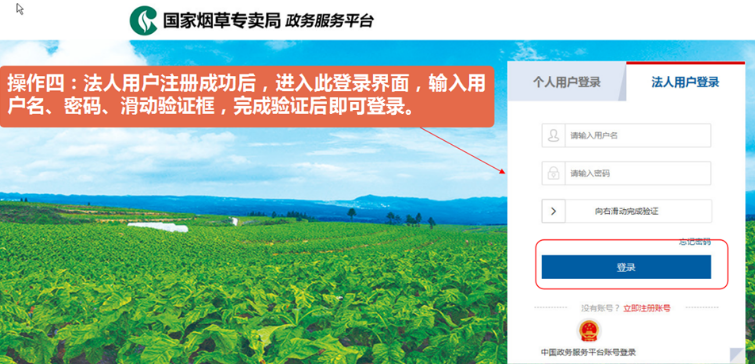 国家烟草专卖局 政务服务平台
操作四：法人用户注册成功后，进入此登录界面，输入用
户名、密码、滑动验证框，完成验证后即可登录。
个人用户登录 法人用户登录
请输入用户名
请输入密码
向右滑动完成验证
忘记密码
登录
没有账号？ 立即注册账号
中国政务服务平台账号登录